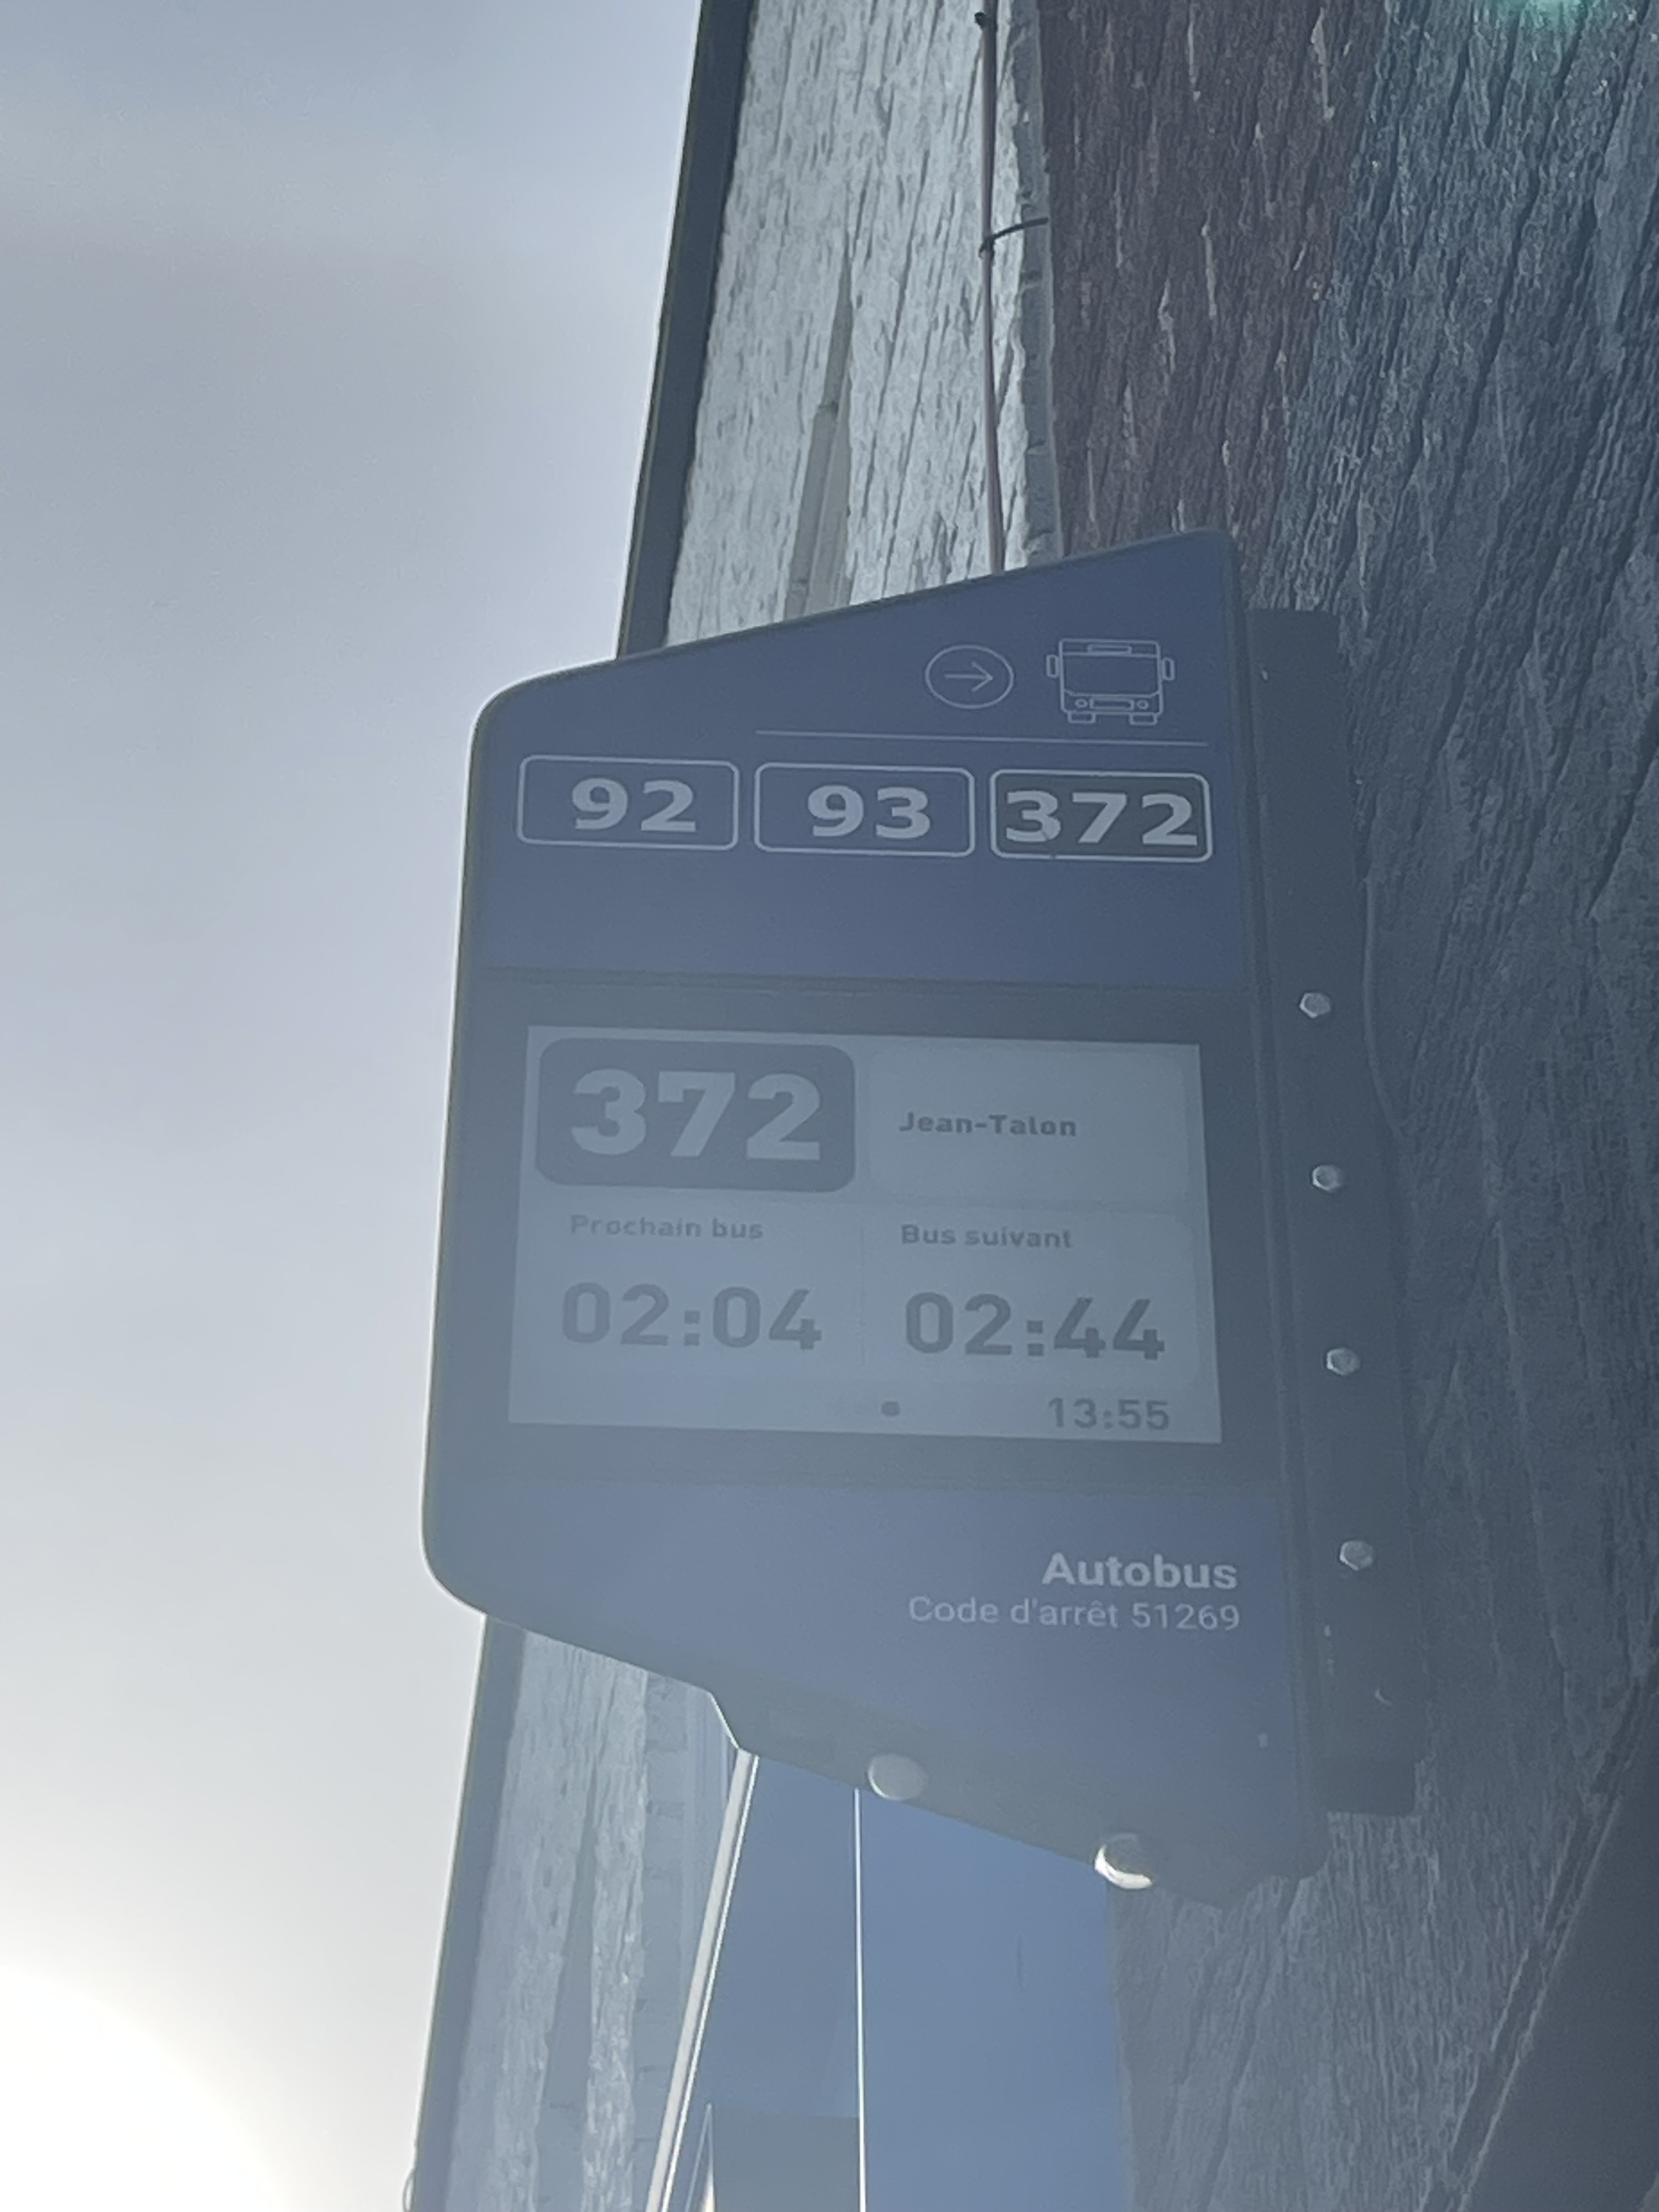 92 93 372
372 Jean-Talon
Prochain bus Bus suivant
02:04 02:44
13:55
Autobus
Code d'arrêt 51269